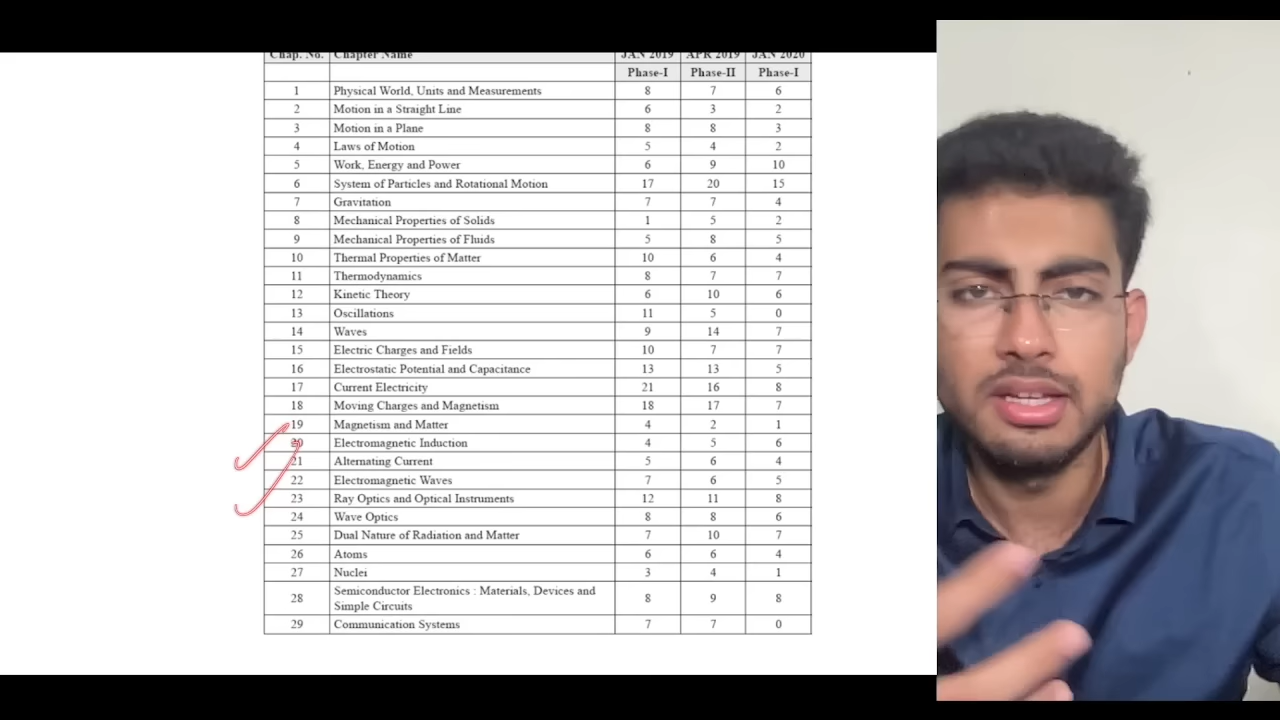 Chap. No. Chapter Name JAN 2019 APR 2019 JAN 2020
Phase-I Phase-II Phase-I
1 Physical World, Units and Measurements 8 7 6
2 Motion in a Straight Line 6 3 2
3 Motion in a Plane 8 8 3
4 Laws of Motion 5 4 2
5 Work, Energy and Power 6 9 10
6 System of Particles and Rotational Motion 17 20 15
7 Gravitation 7 7 4
8 Mechanical Properties of Solids 1 5 2
9 Mechanical Properties of Fluids 5 8 5
10 Thermal Properties of Matter 10 6 4
11 Thermodynamics 8 7 7
12 Kinetic Theory 6 10 6
13 Oscillations 11 5 0
14 Waves 9 14 7
15 Electric Charges and Fields 10 7 7
16 Electrostatic Potential and Capacitance 13 13 5
17 Current Electricity 21 16 8
18 Moving Charges and Magnetism 18 17 7
19 Magnetism and Matter 4 2 1
20 Electromagnetic Induction 4 5 6
21 Alternating Current 5 6 4
22 Electromagnetic Waves 7 6 5
23 Ray Optics and Optical Instruments 12 11 8
24 Wave Optics 8 8 6
25 Dual Nature of Radiation and Matter 7 10 7
26 Atoms 6 6 4
27 Nuclei 3 4 1
28 Semiconductor Electronics : Materials, Devices and
Simple Circuits 8 9 8
29 Communication Systems 7 7 0